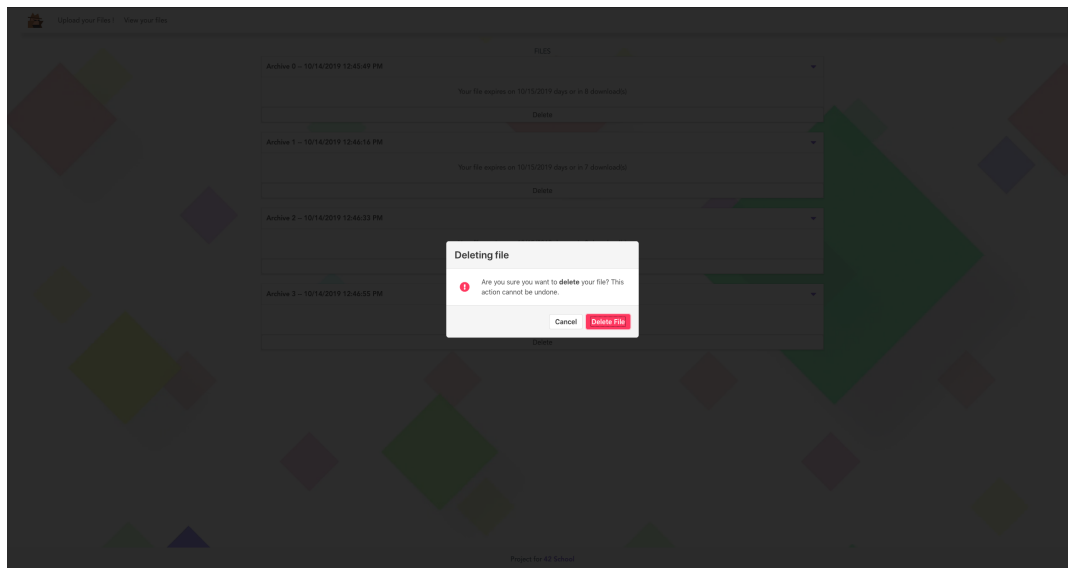 Upload your Files ! View your files
FILES
Archive 0 – 10/14/2019 12:45:49 PM
Your file expires on 10/15/2019 days or in 6 download(s)
Delete
Archive 1 – 10/14/2019 12:46:16 PM
Your file expires on 10/15/2019 days or in 7 download(s)
Delete
Archive 2 – 10/14/2019 12:46:33 PM
Archive 3 – 10/14/2019 12:46:55 PM
Deleting file
Are you sure you want to delete your file? This
action cannot be undone.
Cancel Delete File
Delete
Project for 42 School